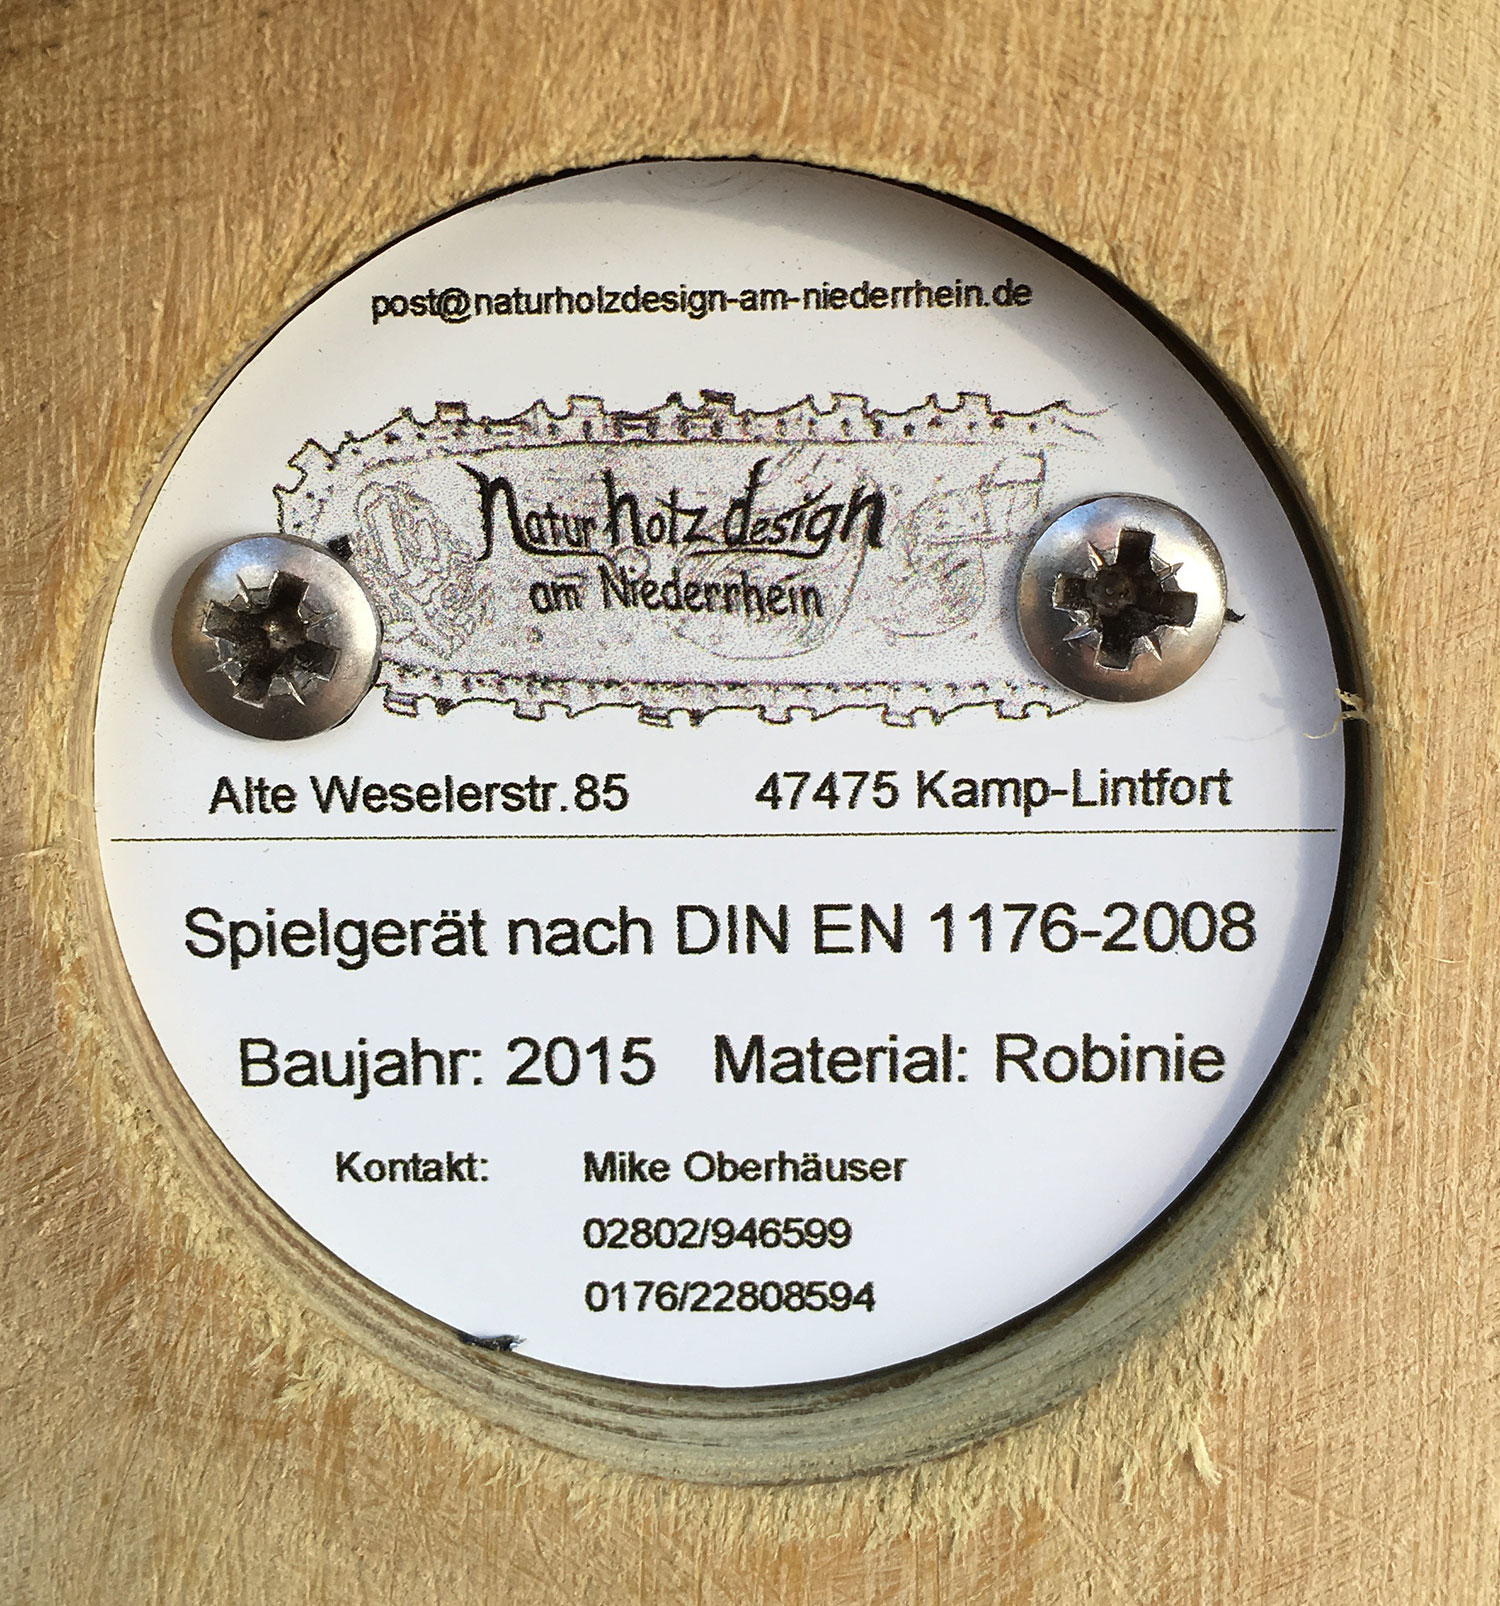 post@naturholzdesign-am-niederrhein.de
Naturholzdesign
am Niederrhein
Alte Weselerstr.85 47475 Kamp-Lintfort
Spielgerät nach DIN EN 1176-2008
Baujahr: 2015 Material: Robinie
Kontakt: Mike Oberhäuser
02802/946599
0176/22808594